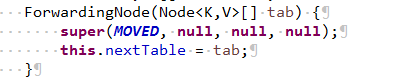 ForwardingNode(Node<K,V>[] tab) {
super(MOVED, null, null, null);¶
this.nextTable = tab;¶
}¶